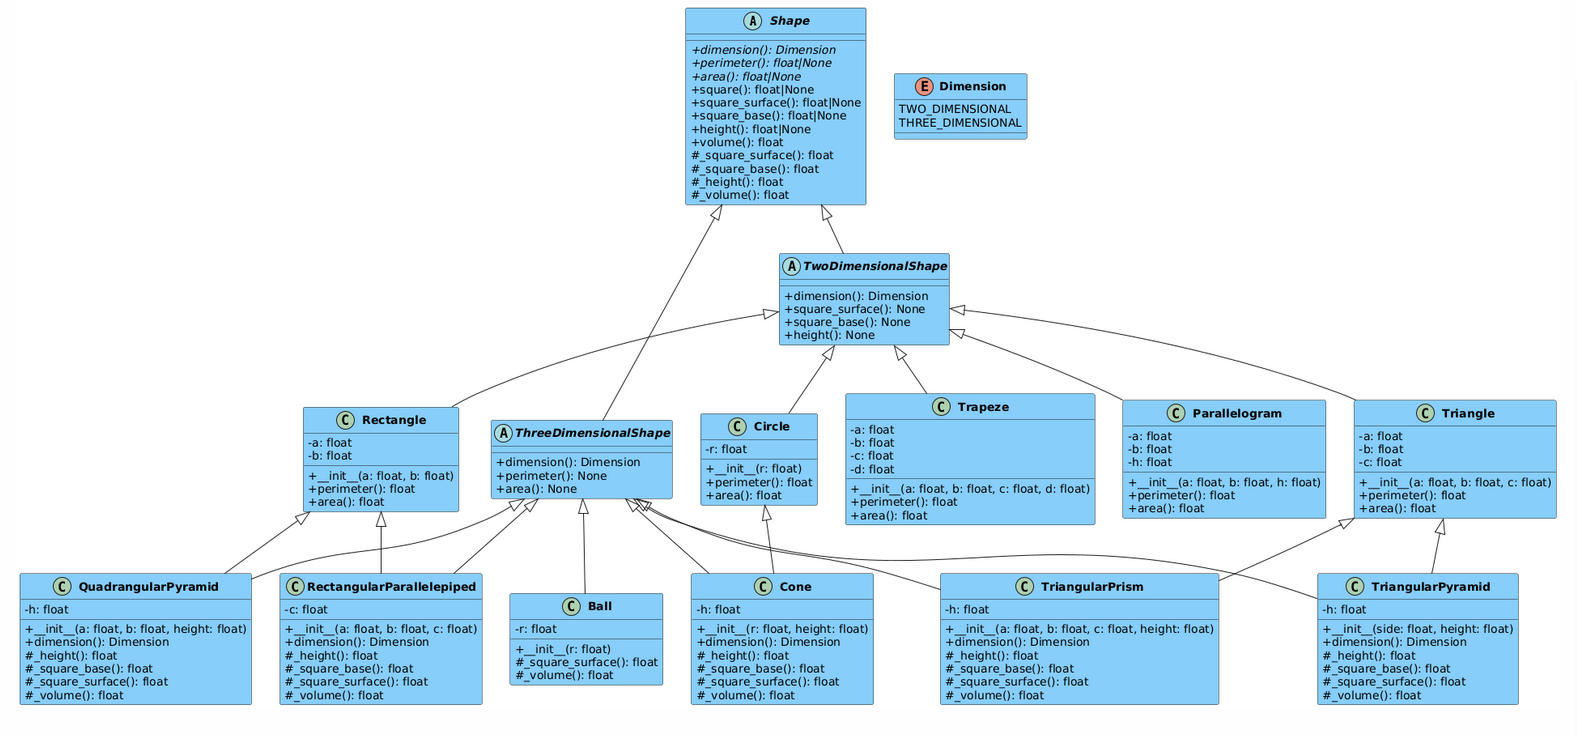 A Shape
+dimension(): Dimension
+perimeter(): float|None
+area(): float|None
+square(): float|None
+square_surface(): float|None
+square_base(): float|None
+height(): float|None
+volume(): float
#_square_surface(): float
#_square_base(): float
#_height(): float
#_volume(): float
E Dimension
TWO_DIMENSIONAL
THREE_DIMENSIONAL
A TwoDimensionalShape
+dimension(): Dimension
+square_surface(): None
+square_base(): None
+height(): None
C Rectangle
-a: float
-b: float
+__init__(a: float, b: float)
+perimeter(): float
+area(): float
A ThreeDimensionalShape
+dimension(): Dimension
+perimeter(): None
+area(): None
C Circle
-r: float
+__init__(r: float)
+perimeter(): float
+area(): float
C Trapeze
-a: float
-b: float
-c: float
-d: float
+__init__(a: float, b: float, c: float, d: float)
+perimeter(): float
+area(): float
C Parallelogram
-a: float
-b: float
-h: float
+__init__(a: float, b: float, h: float)
+perimeter(): float
+area(): float
C Triangle
-a: float
-b: float
-c: float
+__init__(a: float, b: float, c: float)
+perimeter(): float
+area(): float
C QuadrangularPyramid
-h: float
+__init__(a: float, b: float, height: float)
+dimension(): Dimension
#_height(): float
#_square_base(): float
#_square_surface(): float
#_volume(): float
C RectangularParallelepiped
-c: float
+__init__(a: float, b: float, c: float)
+dimension(): Dimension
#_height(): float
#_square_base(): float
#_square_surface(): float
#_volume(): float
C Ball
-r: float
+__init__(r: float)
#_square_surface(): float
#_volume(): float
C Cone
-h: float
+__init__(r: float, height: float)
+dimension(): Dimension
#_height(): float
#_square_base(): float
#_square_surface(): float
#_volume(): float
C TriangularPrism
-h: float
+__init__(a: float, b: float, c: float, height: float)
+dimension(): Dimension
#_height(): float
#_square_base(): float
#_square_surface(): float
#_volume(): float
C TriangularPyramid
-h: float
+__init__(side: float, height: float)
+dimension(): Dimension
#_height(): float
#_square_base(): float
#_square_surface(): float
#_volume(): float